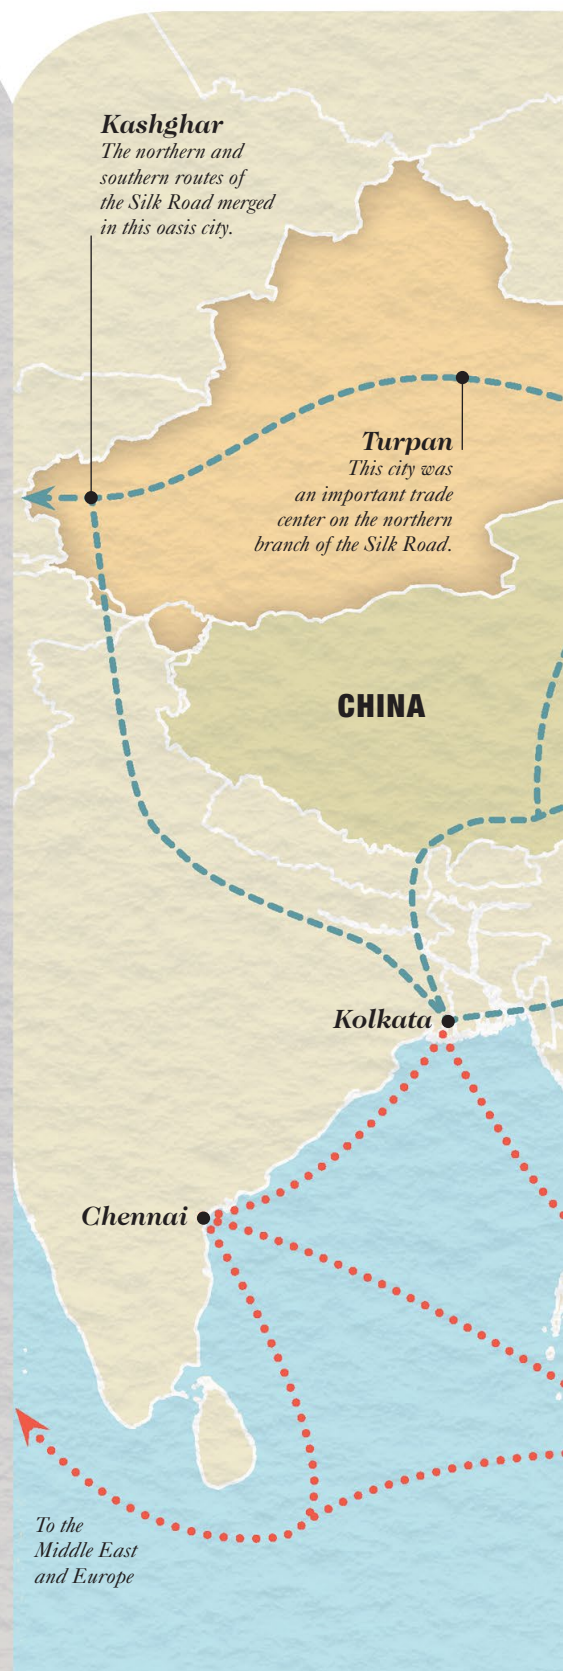 Kashghar
The northern and
southern routes of
the Silk Road merged
in this oasis city.
Turpan
This city was
an important trade
center on the northern
branch of the Silk Road.
CHINA
Kolkata
Chennai
To the
Middle East
and Europe